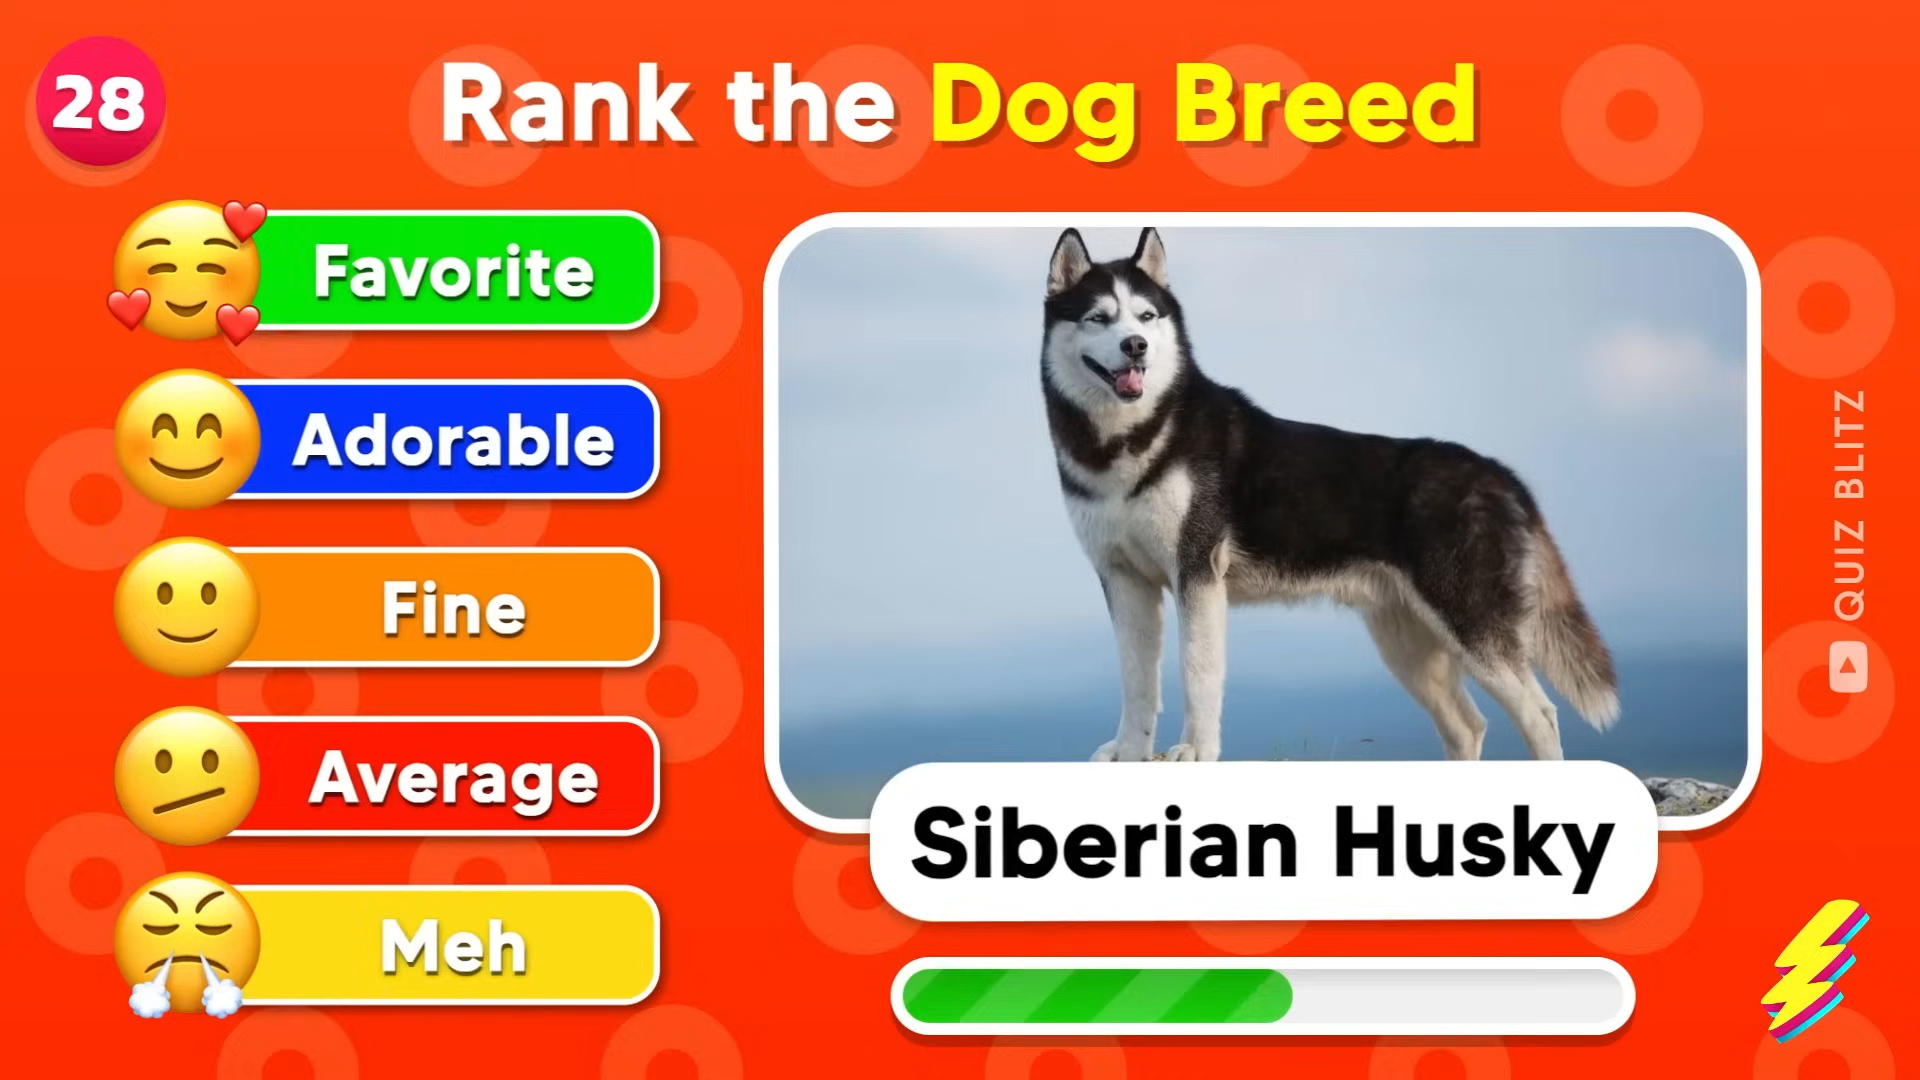 28
Rank the Dog Breed
Favorite
Adorable
Fine
Average
Meh
Siberian Husky
QUIZ BLITZ